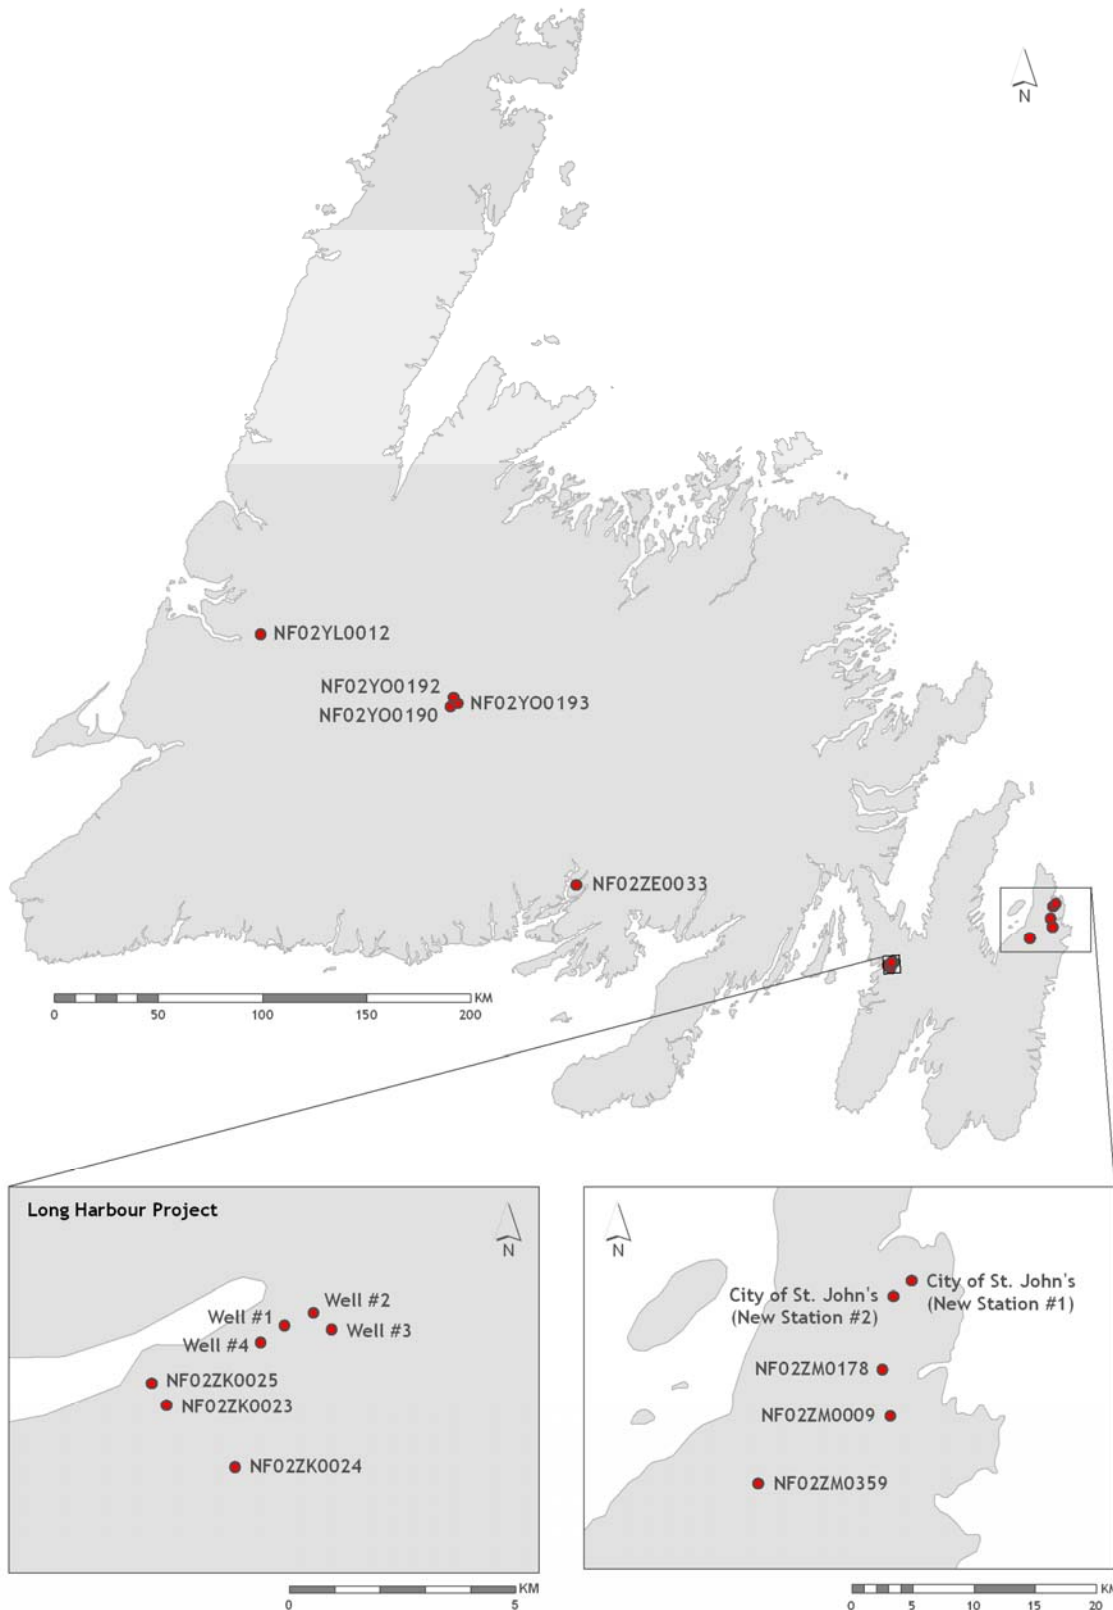 N
NF02YL0012
NF02YO0192
NF02YO0193
NF02YO0190
NF02ZE0033
KM
0 50 100 150 200
Long Harbour Project
N
Well #2
Well #1
Well #3
Well #4
NF02ZK0025
NF02ZK0023
NF02ZK0024
KM
0 5
N
City of St. John's
(New Station #1)
City of St. John's
(New Station #2)
NF02ZM0178
NF02ZM0009
NF02ZM0359
KM
0 5 10 15 20